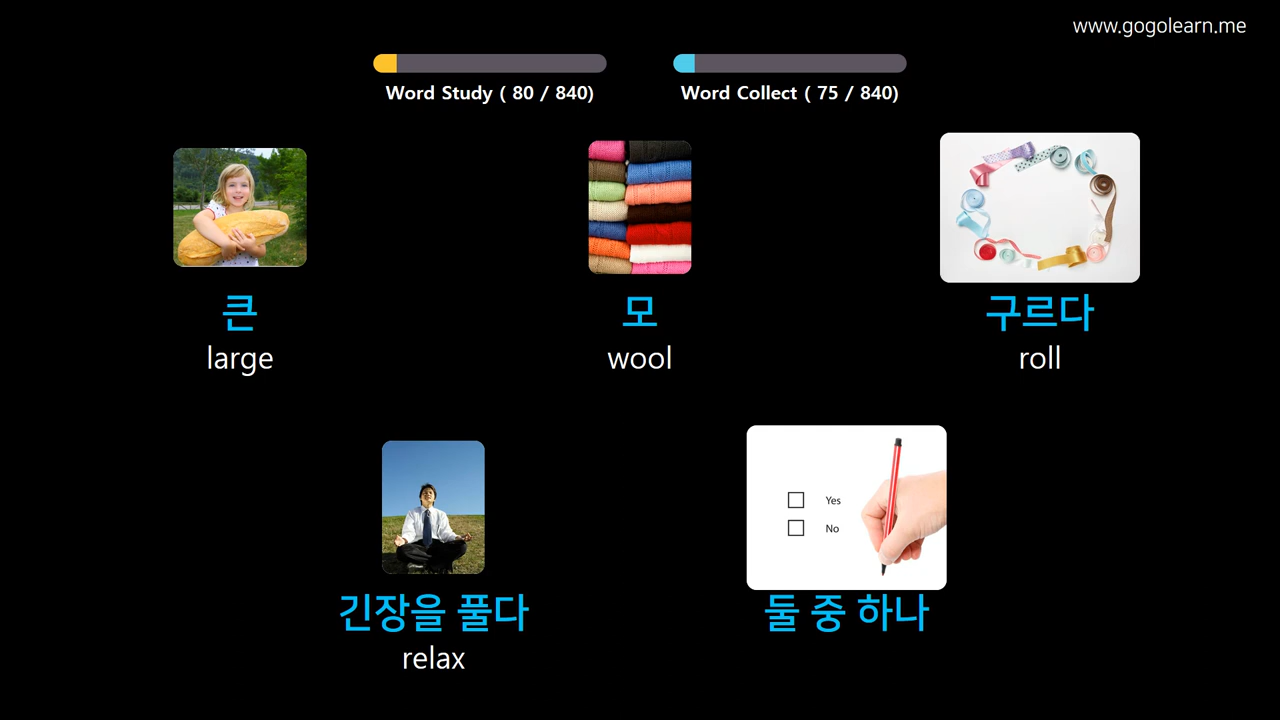 www.gogolearn.me
Word Study ( 80 / 840)
Word Collect ( 75 / 840)
큰
large
모
wool
구르다
roll
Yes
No
긴장을 풀다
relax
둘 중 하나